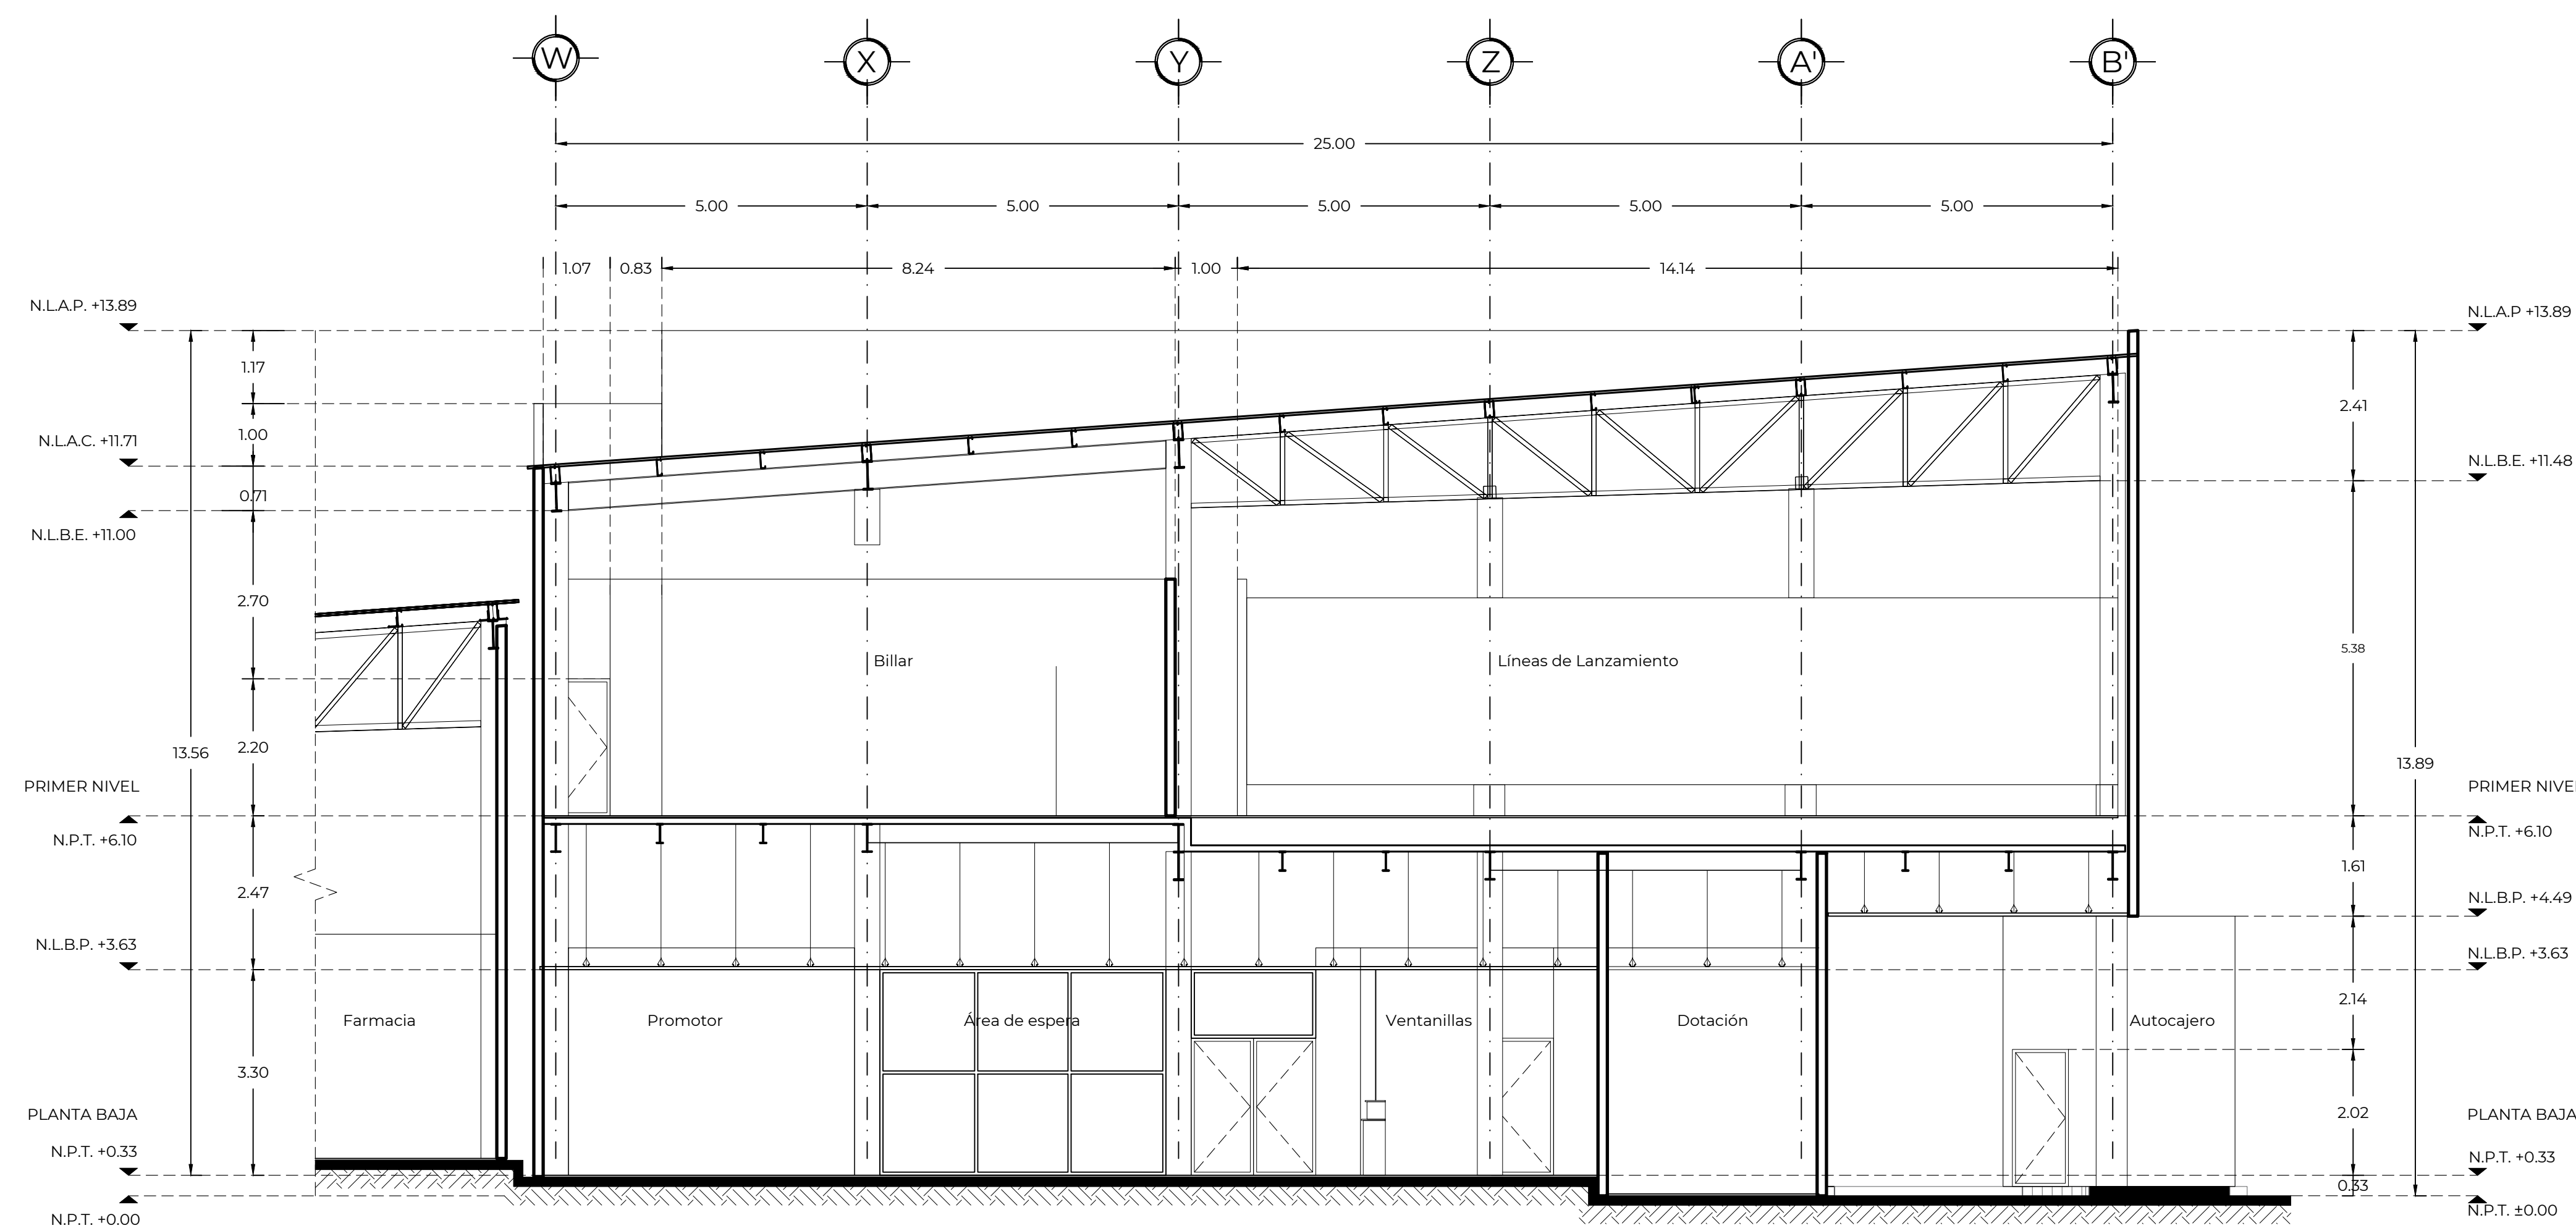 W X Y Z A' B'
25.00
5.00 5.00 5.00 5.00 5.00
1.07 0.83 8.24 1.00 14.14
N.L.A.P. +13.89
N.L.A.P +13.89
1.17
2.41
1.00
N.L.A.C. +11.71
N.L.B.E. +11.48
0.71
N.L.B.E. +11.00
2.70
5.38
Billar
Líneas de Lanzamiento
2.20
13.56
13.89
PRIMER NIVEL
PRIMER NIVE
N.P.T. +6.10
N.P.T. +6.10
1.61
2.47
N.L.B.P. +4.49
N.L.B.P. +3.63
N.L.B.P. +3.63
2.14
Farmacia
Promotor
Área de espera
Ventanillas
Dotación
Autocajero
3.30
2.02
PLANTA BAJA
PLANTA BAJA
N.P.T. +0.33
N.P.T. +0.33
0.33
N.P.T. +0.00
N.P.T. ±0.00